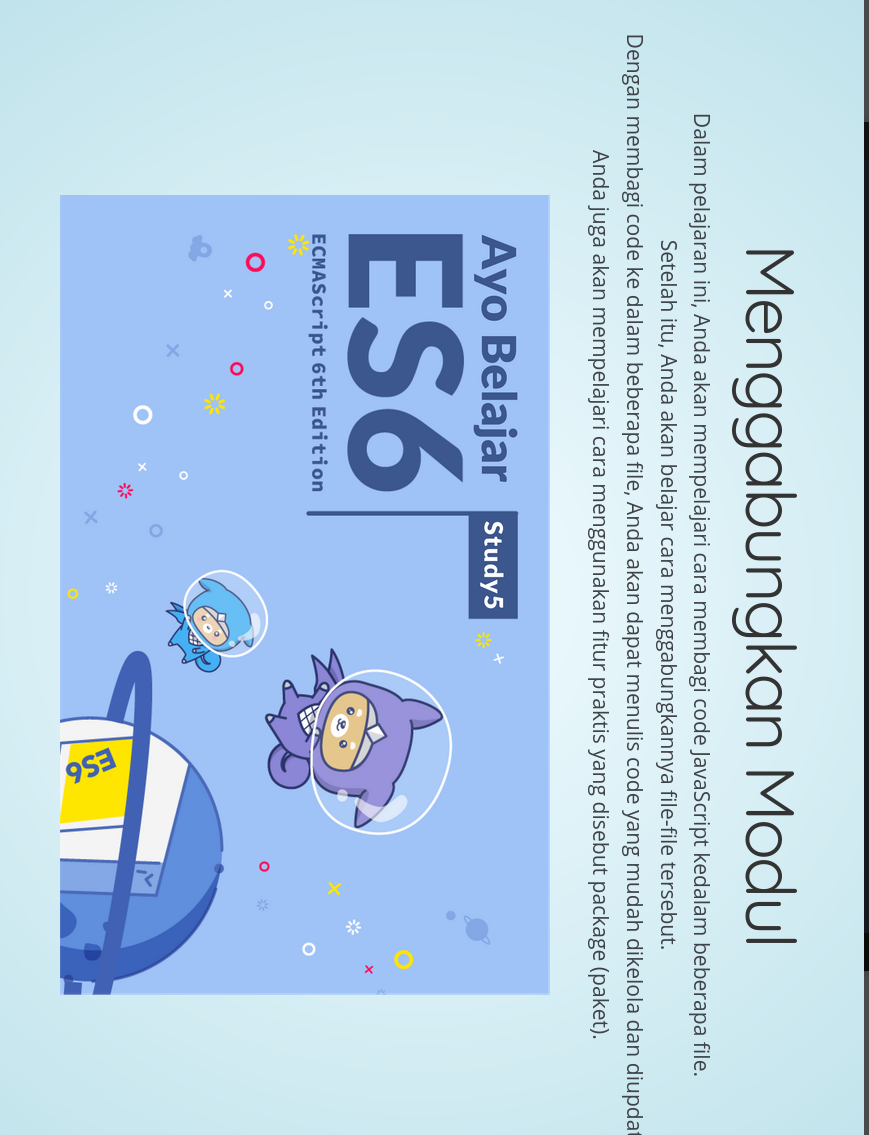 Menggabungkan Modul
Dalam pelajaran ini, Anda akan mempelajari cara membagi code JavaScript kedalam beberapa file.
Setelah itu, Anda akan belajar cara menggabungkannya file-file tersebut.
Dengan membagi code ke dalam beberapa file, Anda akan dapat menulis code yang mudah dikelola dan diupdat
Anda juga akan mempelajari cara menggunakan fitur praktis yang disebut package (paket).
Ayo Belajar
Study5
ES6
ECMAScript 6th Edition
ES6